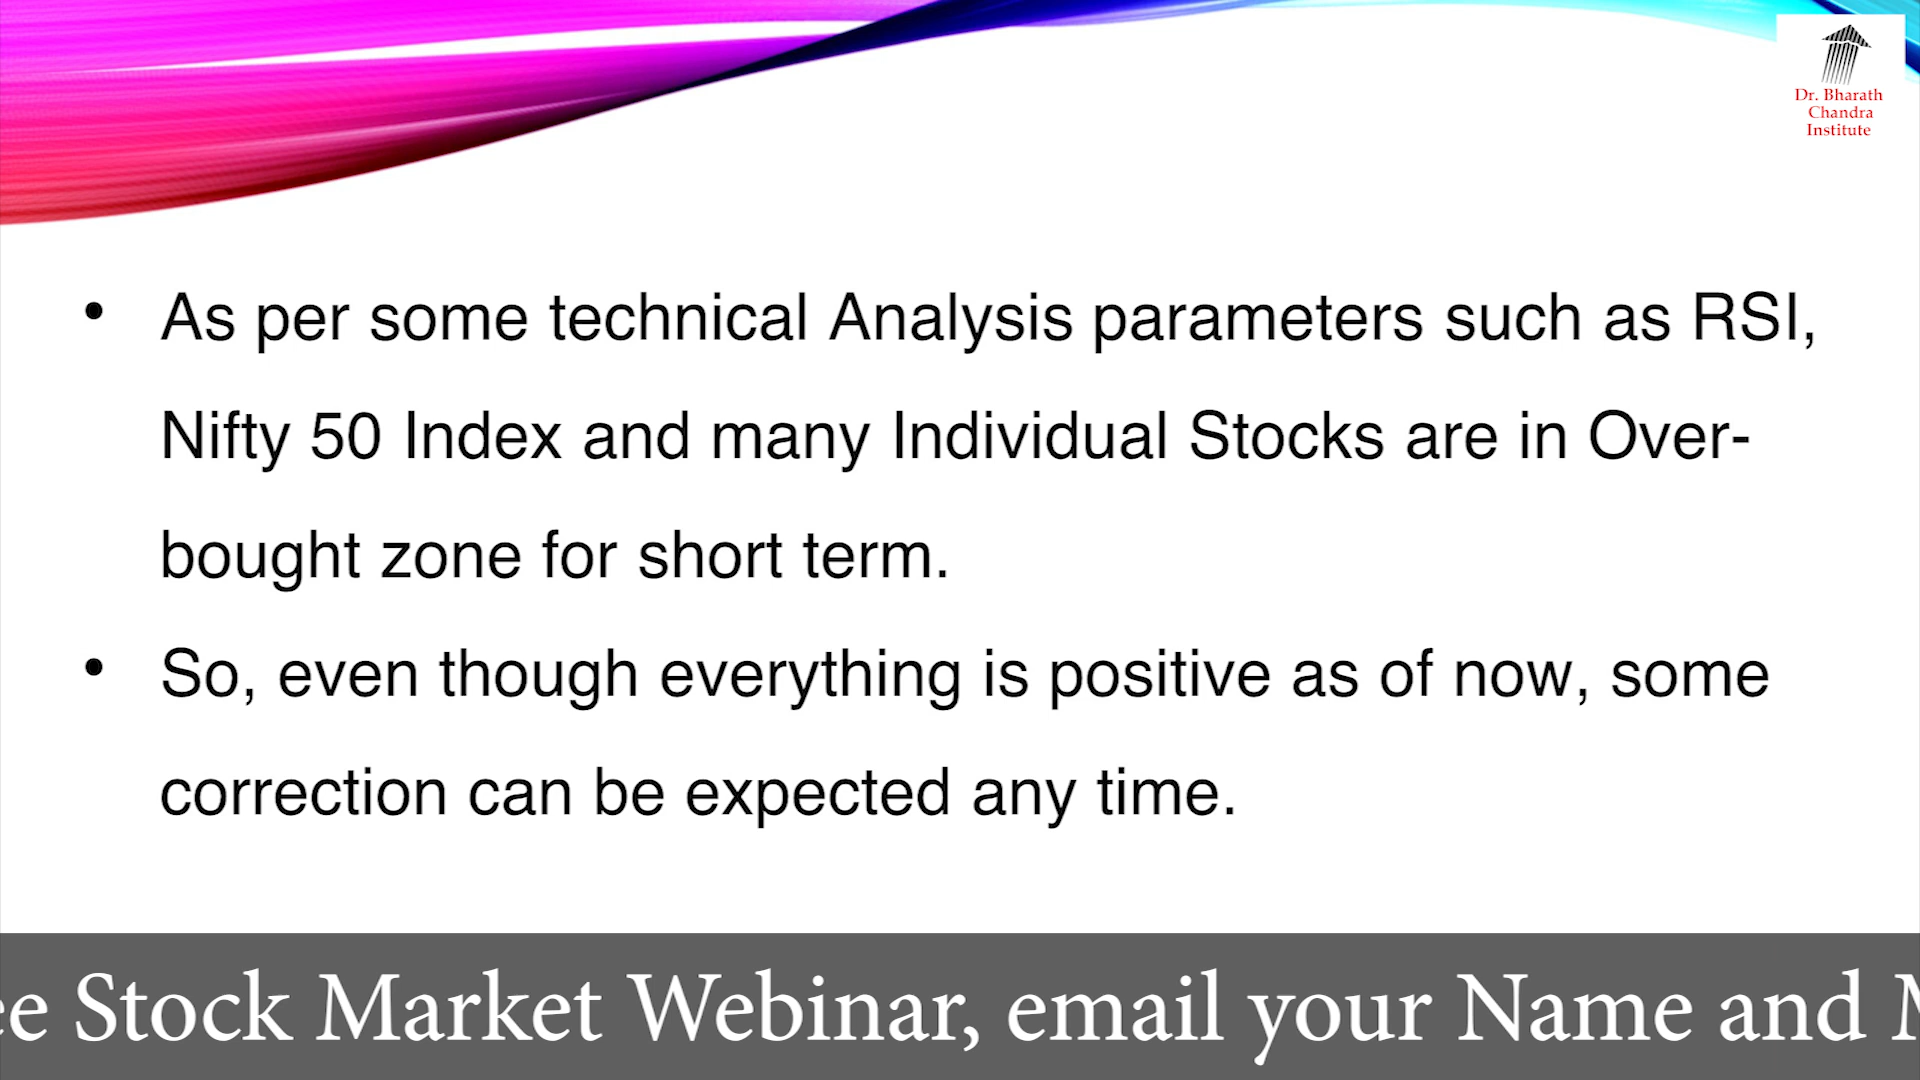 Dr. Bharath
Chandra
Institute
• As per some technical Analysis parameters such as RSI,
Nifty 50 Index and many Individual Stocks are in Over-
bought zone for short term.
• So, even though everything is positive as of now, some
correction can be expected any time.
Stock Market Webinar, email your Name and